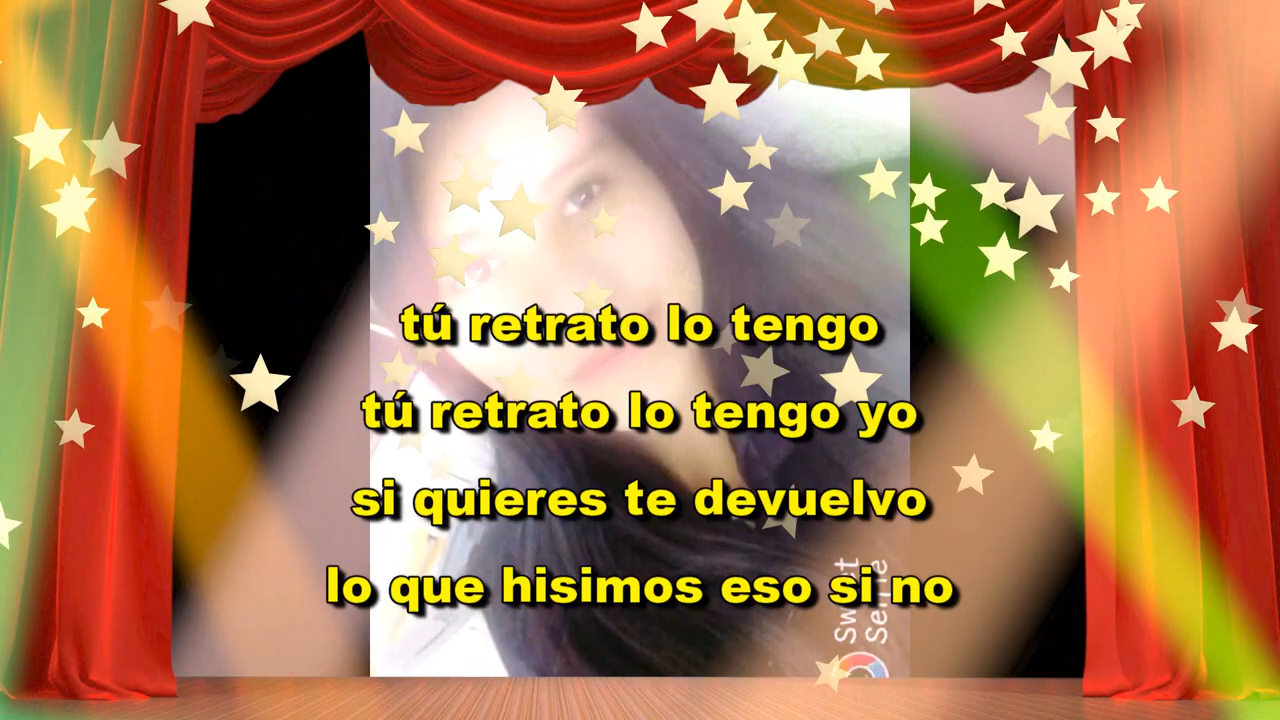 tú retrato lo tengo
tú retrato lo tengo yo
si quieres te devuelvo
lo que hisimos eso si no
Sweet
Selfie